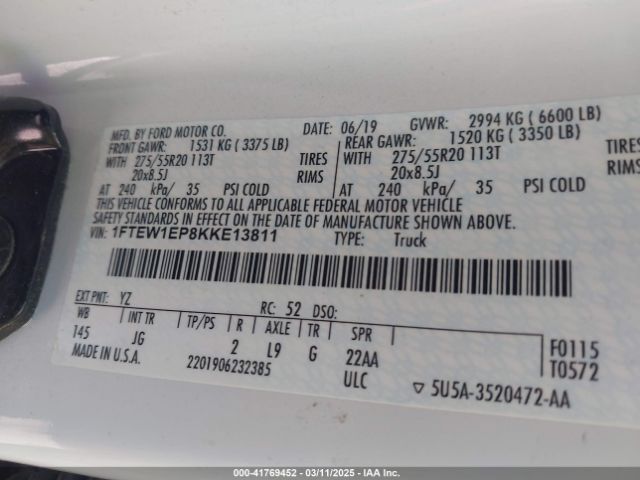 MFD. BY FORD MOTOR CO. DATE: 06/19 GVWR: 2994 KG ( 6600 LB)
FRONT GAWR: 1531 KG ( 3375 LB) REAR GAWR: 1520 KG ( 3350 LB)
WITH 275/55R20 113T TIRES WITH 275/55R20 113T TIRES
20x8.5J RIMS 20x8.5J RIMS
AT 240 kPa/ 35 PSI COLD AT 240 kPa/ 35 PSI COLD
THIS VEHICLE CONFORMS TO ALL APPLICABLE FEDERAL MOTOR VEHICLE
SAFETY STANDARDS IN EFFECT ON THE DATE OF MANUFACTURE SHOWN ABOVE.
VIN: 1FTEW1EP8KKE13811 TYPE: Truck
EXT PNT: YZ RC: 52 DSO:
WB INT TR TP/PS R AXLE TR SPR
145 JG 2 L9 G 22AA F0115
MADE IN U.S.A. 2201906232385 ULC T0572
5U5A-3520472-AA
000-41769452 | 03/11/2025 | IAA